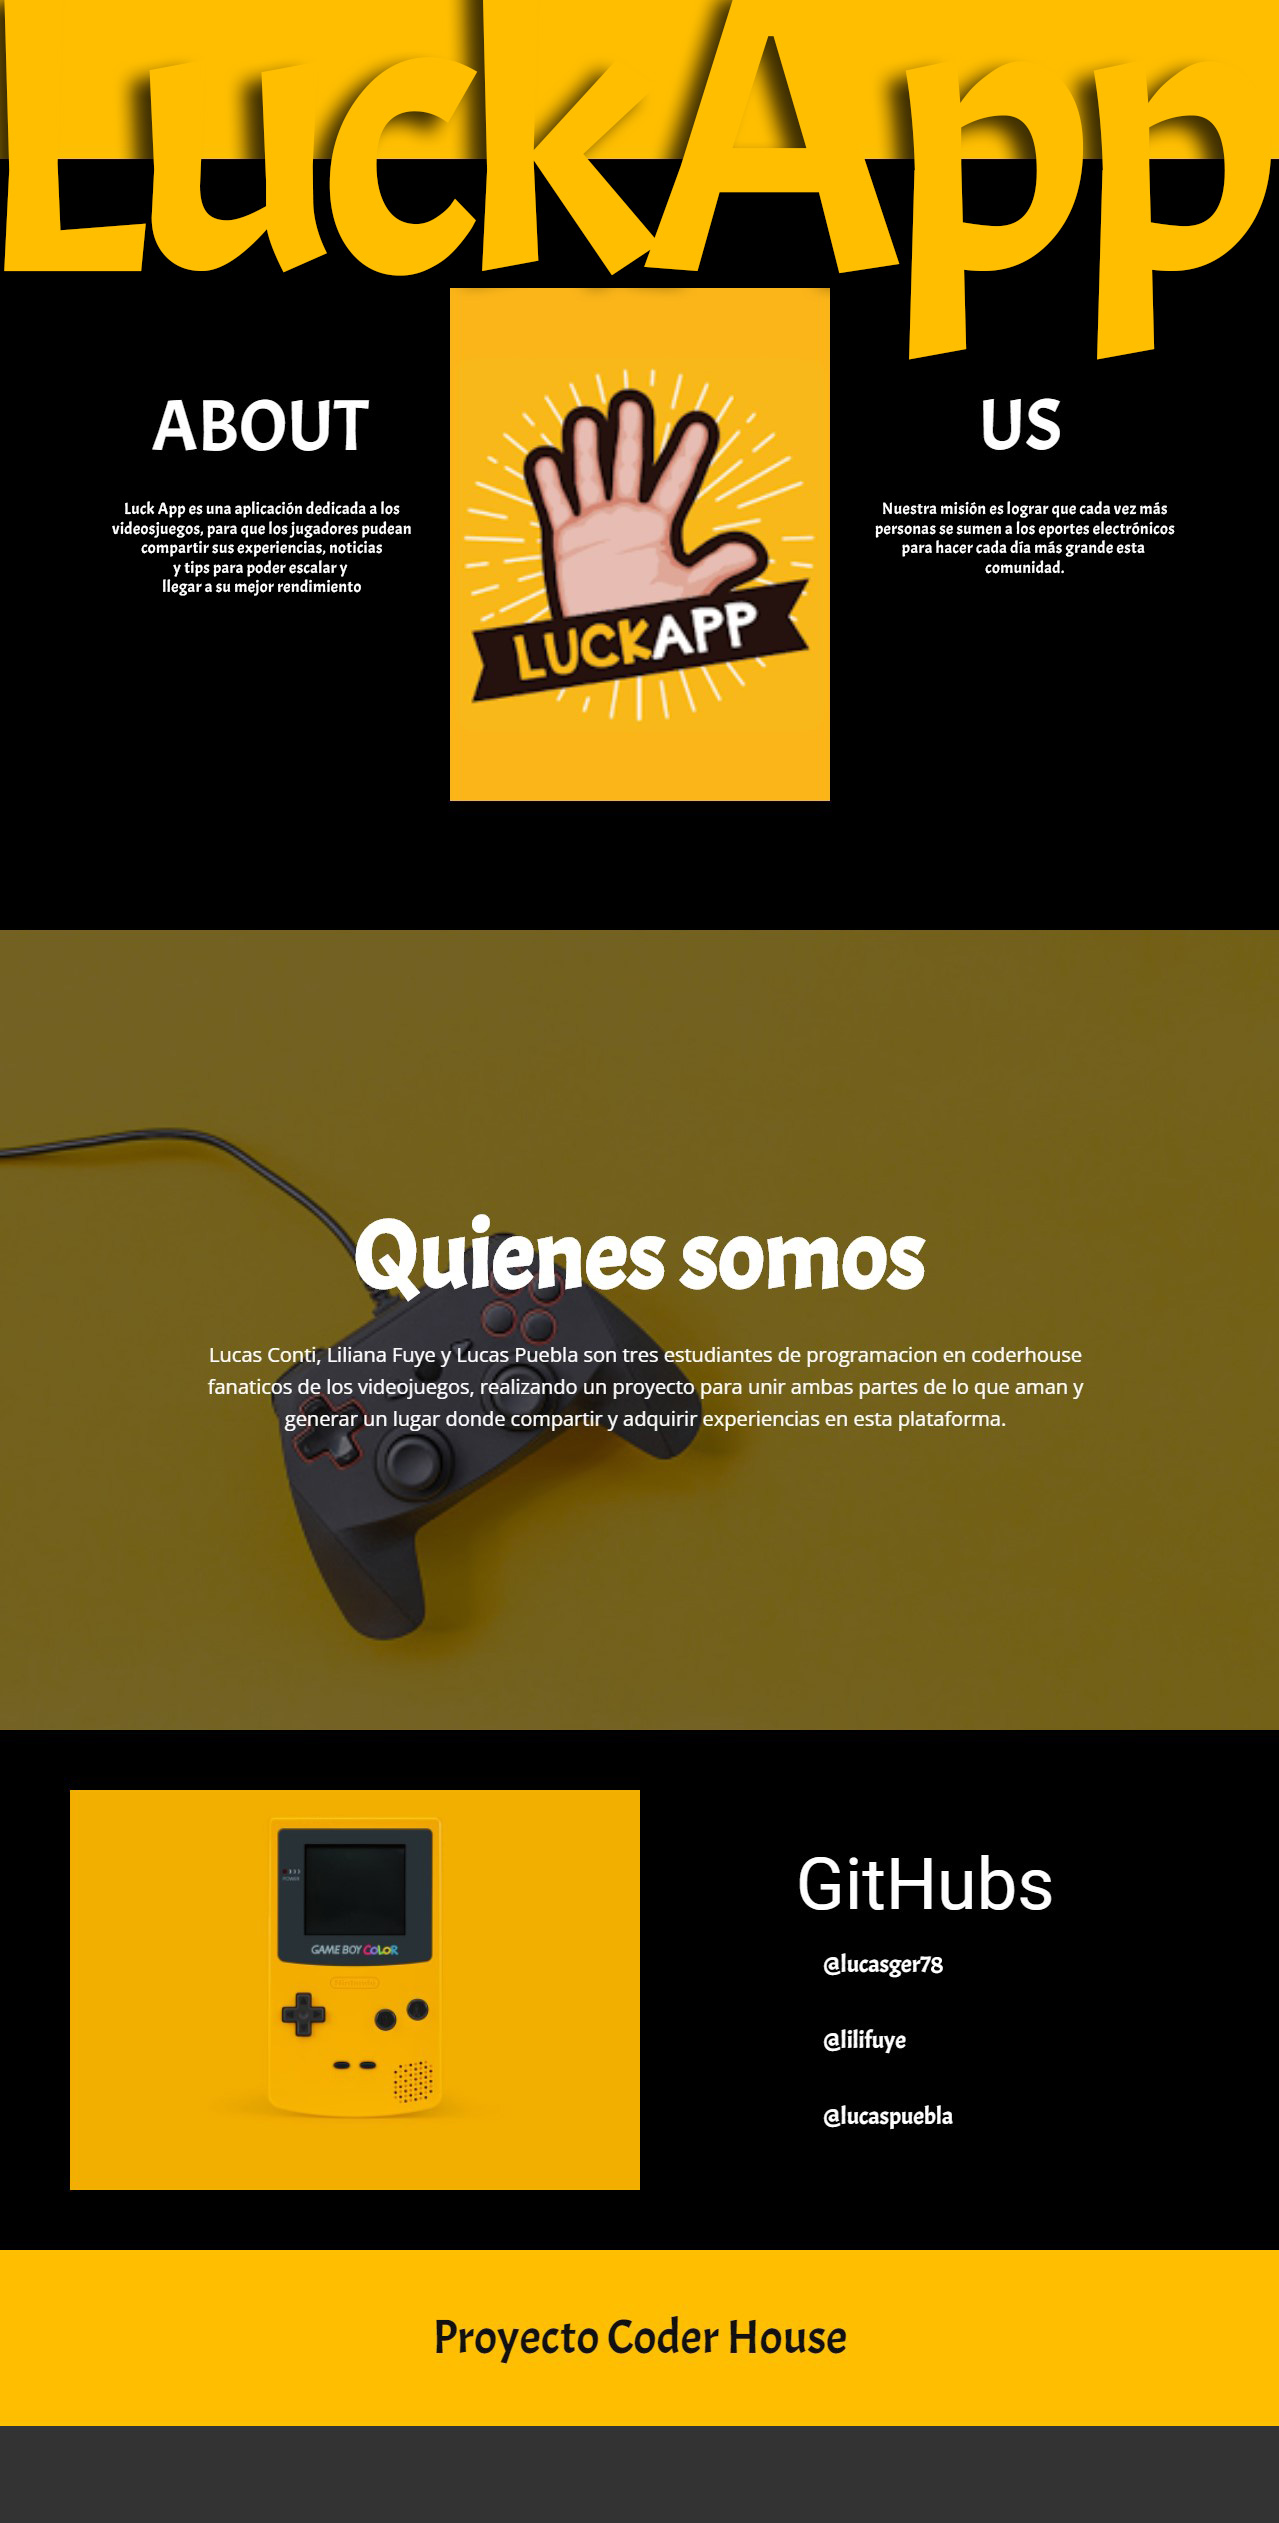 LuckApp
ABOUT
Luck App es una aplicación dedicada a los
videosjuegos, para que los jugadores pudean
compartir sus experiencias, noticias
y tips para poder escalar y
llegar a su mejor rendimiento
LUCKAPP
US
Nuestra misión es lograr que cada vez más
personas se sumen a los eportes electrónicos
para hacer cada día más grande esta
comunidad.
Quienes somos
Lucas Conti, Liliana Fuye y Lucas Puebla son tres estudiantes de programacion en coderhouse
fanaticos de los videojuegos, realizando un proyecto para unir ambas partes de lo que aman y
generar un lugar donde compartir y adquirir experiencias en esta plataforma.
POWER
GAME BOY COLOR
Nintendo
GitHubs
@lucasger78
@lilifuye
@lucaspuebla
Proyecto Coder House